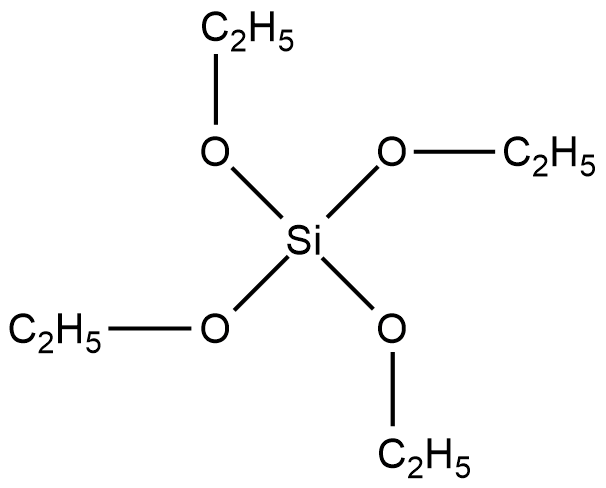 C₂H₅
O O C₂H₅
Si
C₂H₅ O O
C₂H₅